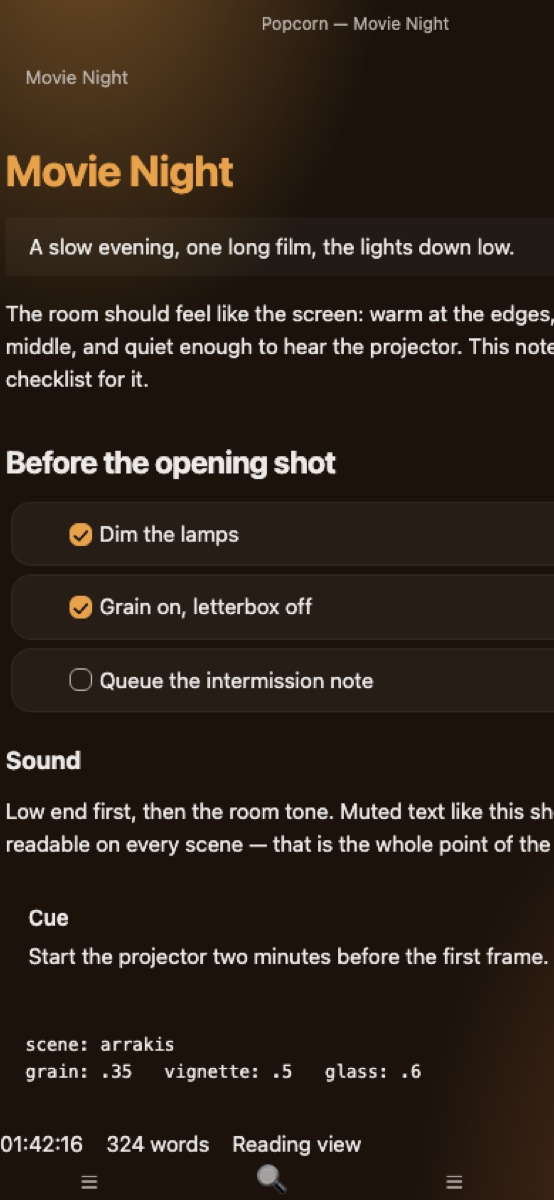 Popcorn — Movie Night
Movie Night
Movie Night
A slow evening, one long film, the lights down low.
The room should feel like the screen: warm at the edges,
middle, and quiet enough to hear the projector. This note
checklist for it.
Before the opening shot
Dim the lamps
Grain on, letterbox off
Queue the intermission note
Sound
Low end first, then the room tone. Muted text like this
readable on every scene — that is the whole point of the
Cue
Start the projector two minutes before the first frame.
scene: arrakis
grain: .35 vignette: .5 glass: .6
01:42:16 324 words Reading view